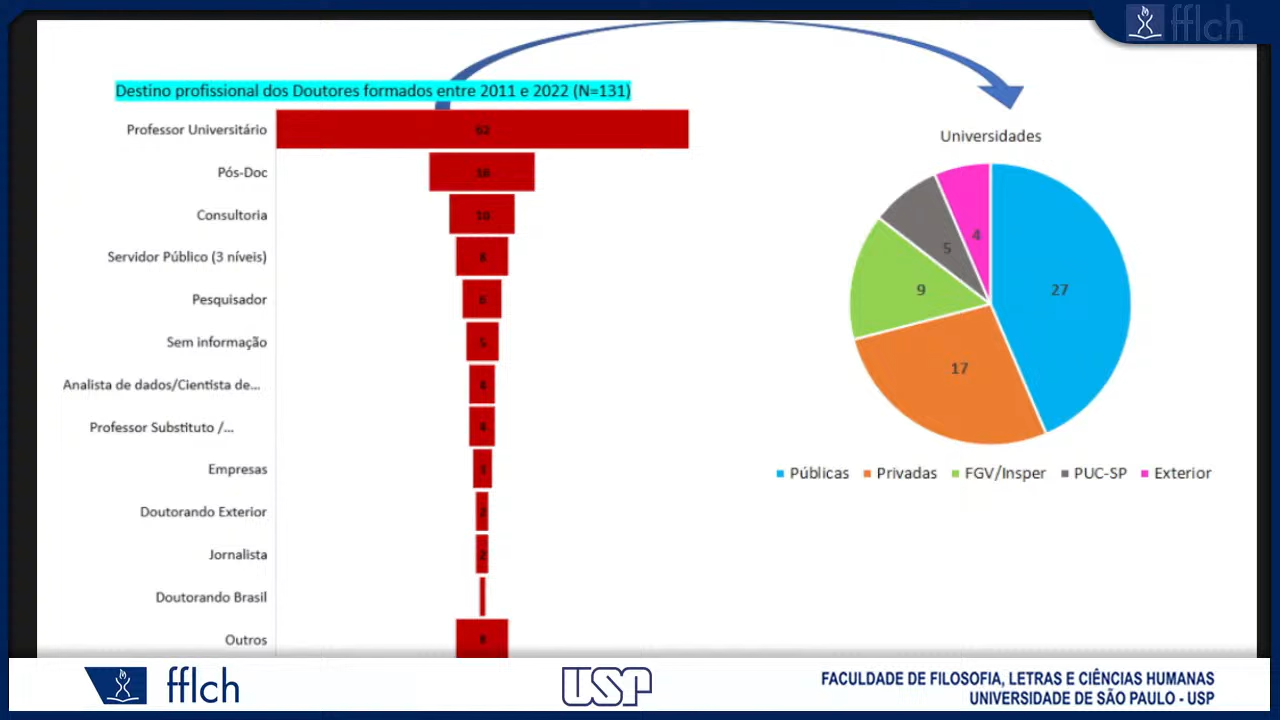 fflch
Destino profissional dos Doutores formados entre 2011 e 2022 (N=131)
Professor Universitário 62
Pós-Doc 16
Consultoria 10
Servidor Público (3 níveis) 8
Pesquisador 6
Sem informação 5
Analista de dados/Cientista de... 4
Professor Substituto /... 4
Empresas 3
Doutorando Exterior 2
Jornalista 2
Doutorando Brasil
Outros 8
Universidades
4
5
27
9
17
Públicas Privadas FGV/Insper PUC-SP Exterior
fflch
USP
FACULDADE DE FILOSOFIA, LETRAS E CIÊNCIAS HUMANAS
UNIVERSIDADE DE SÃO PAULO - USP